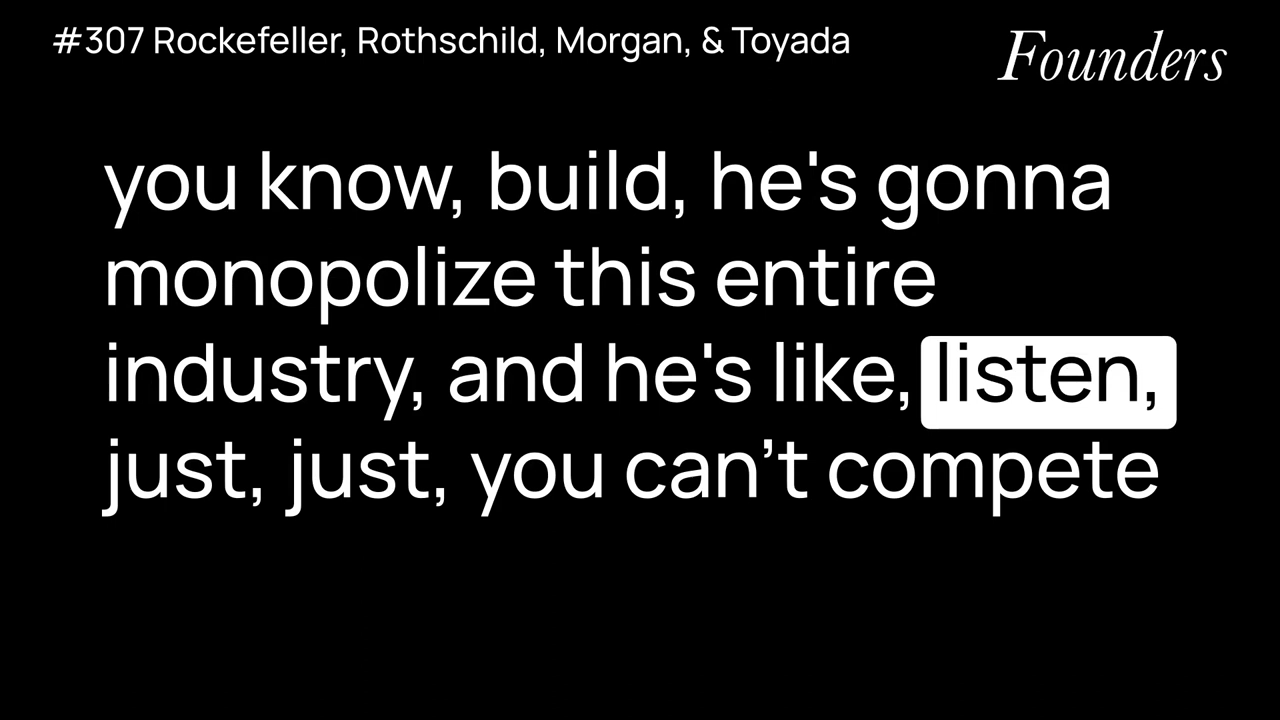 #307 Rockefeller, Rothschild, Morgan, & Toyada
Founders
you know, build, he's gonna
monopolize this entire
industry, and he's like, listen,
just, just, you can’t compete